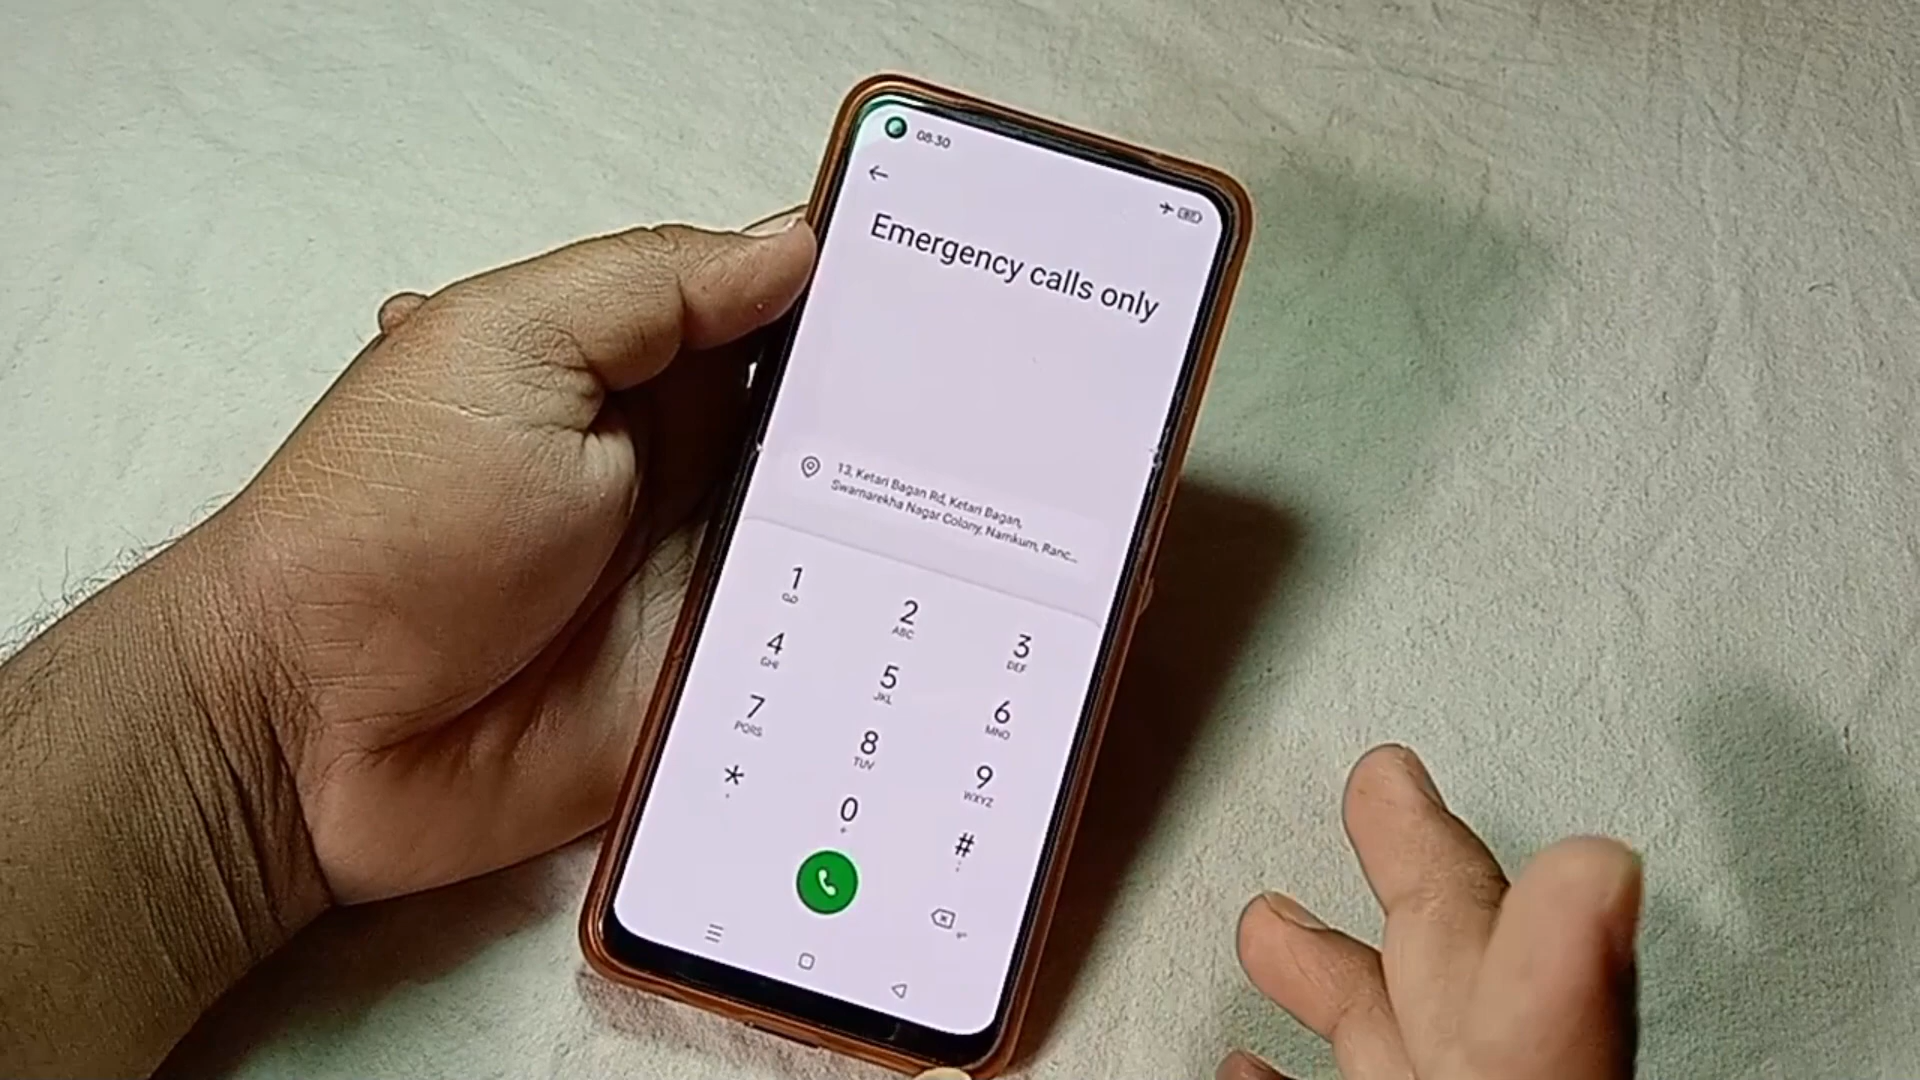 08:30
Emergency calls only
13, Ketari Bagan Rd, Ketari Bagan,
Swarnarekha Nagar Colony, Namkum, Ranc...
1
2
ABC
3
DEF
4
GHI
5
JKL
6
MNO
7
PQRS
8
TUV
9
WXYZ
*
0
+
#